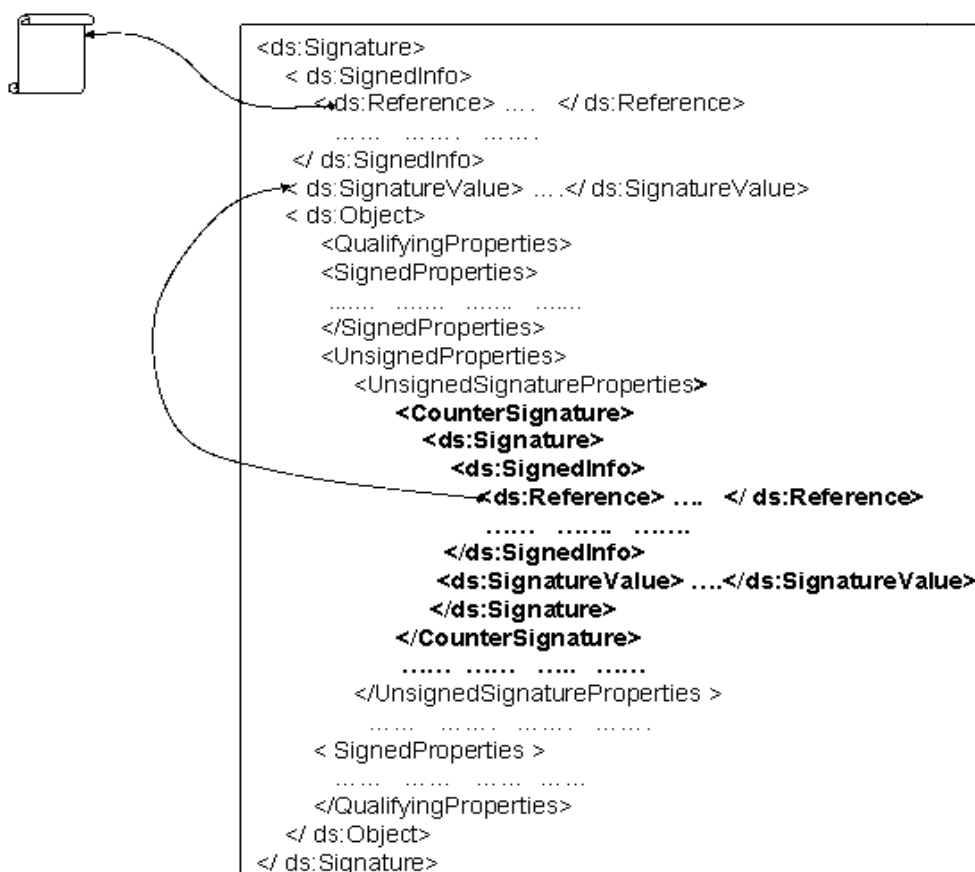 <ds:Signature>
< ds:SignedInfo>
< ds:Reference> .... </ ds:Reference>
...... ....... .......
</ ds:SignedInfo>
< ds:SignatureValue> ....</ ds:SignatureValue>
< ds:Object>
<QualifyingProperties>
<SignedProperties>
....... ....... ....... .......
</SignedProperties>
<UnsignedProperties>
<UnsignedSignatureProperties>
<CounterSignature>
<ds:Signature>
<ds:SignedInfo>
<ds:Reference> .... </ ds:Reference>
...... ....... .......
</ds:SignedInfo>
<ds:SignatureValue> ....</ds:SignatureValue>
</ds:Signature>
</CounterSignature>
...... ...... ..... ......
</UnsignedSignatureProperties >
...... ....... ....... .......
< SignedProperties >
...... ...... ...... ......
</QualifyingProperties>
</ ds:Object>
</ ds:Signature>